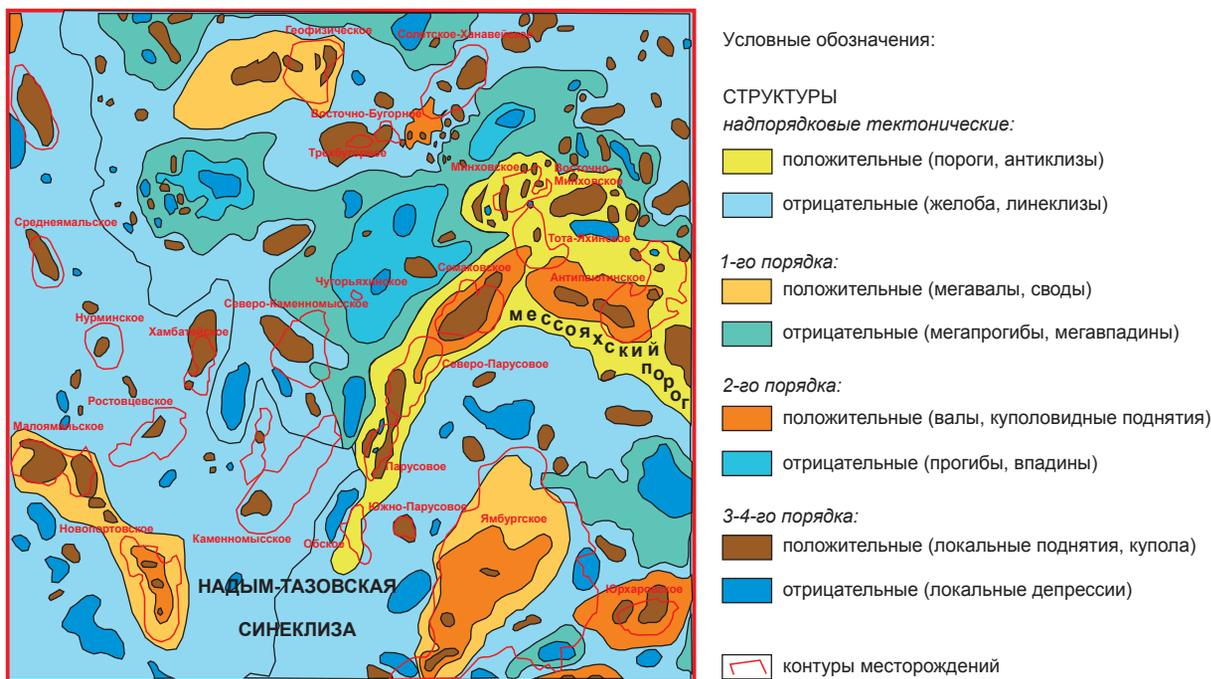 Геофизическое
Солетское-Ханавейское
Восточно-Бугорное
Минховское
Восточно-
Минховское
Среднеямальское
Тота-Яхинское
Семаковское
Антипаютинское
Чугорьяхинское
Северо-Каменномысское
Нурминское
Хамбатейское
мессояхский
порог
Северо-Парусовое
Ростовцевское
Малоямальское
Парусовое
Южно-Парусовое
Ямбургское
Новопортовское
Каменномысское
Обское
НАДЫМ-ТАЗОВСКАЯ
СИНЕКЛИЗА
Юрхаровское
Условные обозначения:
СТРУКТУРЫ
надпорядковые тектонические:
положительные (пороги, антиклизы)
отрицательные (желоба, линеклизы)
1-го порядка:
положительные (мегавалы, своды)
отрицательные (мегапрогибы, мегавпадины)
2-го порядка:
положительные (валы, куполовидные поднятия)
отрицательные (прогибы, впадины)
3-4-го порядка:
положительные (локальные поднятия, купола)
отрицательные (локальные депрессии)
контуры месторождений